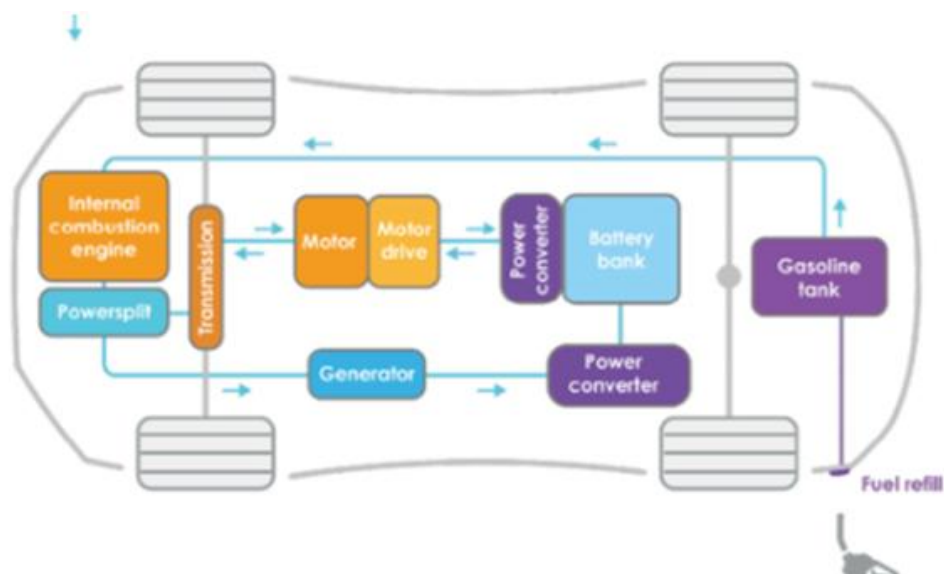 Internal
combustion
engine
Powersplit
Transmission
Motor
Motor
drive
Power
converter
Battery
bank
Gasoline
tank
Generator
Power
converter
Fuel refill